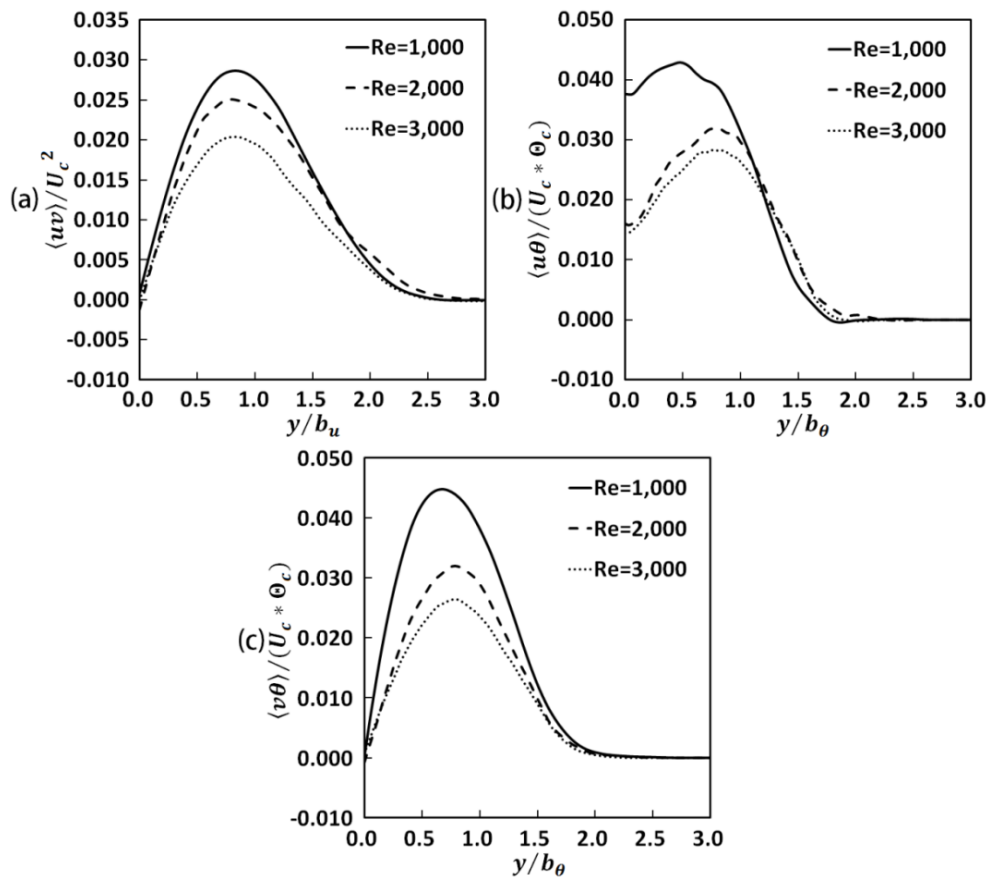 (a)
⟨uv⟩/U_c^2
0.035
0.030
0.025
0.020
0.015
0.010
0.005
0.000
-0.005
-0.010
Re=1,000
Re=2,000
Re=3,000
0.0 0.5 1.0 1.5 2.0 2.5 3.0
y/b_u
(b)
⟨uθ⟩/(U_c * Θ_c)
0.050
0.040
0.030
0.020
0.010
0.000
-0.010
Re=1,000
Re=2,000
Re=3,000
0.0 0.5 1.0 1.5 2.0 2.5 3.0
y/b_θ
(c)
⟨vθ⟩/(U_c * Θ_c)
0.050
0.040
0.030
0.020
0.010
0.000
-0.010
Re=1,000
Re=2,000
Re=3,000
0.0 0.5 1.0 1.5 2.0 2.5 3.0
y/b_θ